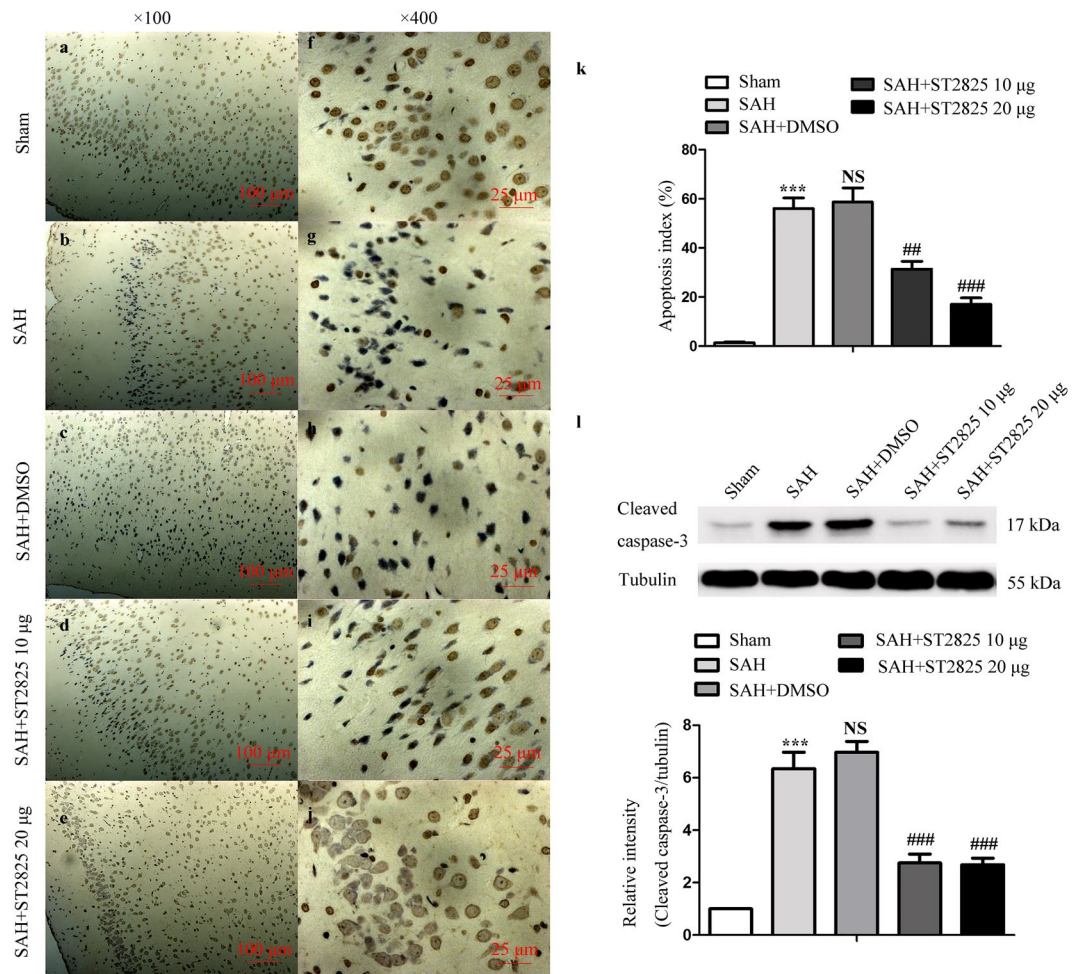 ×100
×400
Sham
a
100 μm
f
25 μm
SAH
b
100 μm
g
25 μm
SAH+DMSO
c
100 μm
h
25 μm
SAH+ST2825 10 μg
d
100 μm
i
25 μm
SAH+ST2825 20 μg
e
100 μm
j
25 μm
k
Sham
SAH
SAH+DMSO
SAH+ST2825 10 μg
SAH+ST2825 20 μg
Apoptosis index (%)
80
60
40
20
0
***
NS
##
###
l
Sham
SAH
SAH+DMSO
SAH+ST2825 10 μg
SAH+ST2825 20 μg
Cleaved
caspase-3
17 kDa
Tubulin
55 kDa
Sham
SAH
SAH+DMSO
SAH+ST2825 10 μg
SAH+ST2825 20 μg
Relative intensity
(Cleaved caspase-3/tubulin)
8
6
4
2
0
***
NS
###
###